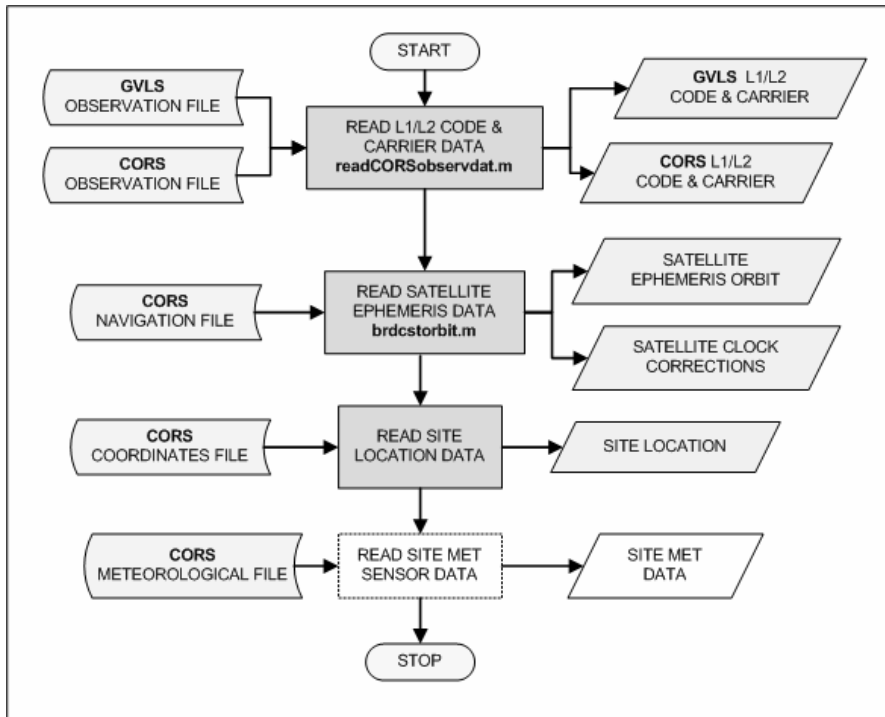 START
GVLS
OBSERVATION FILE
CORS
OBSERVATION FILE
READ L1/L2 CODE &
CARRIER DATA
readCORSobservdat.m
GVLS L1/L2
CODE & CARRIER
CORS L1/L2
CODE & CARRIER
CORS
NAVIGATION FILE
READ SATELLITE
EPHEMERIS DATA
brdcstorbit.m
SATELLITE
EPHEMERIS ORBIT
SATELLITE CLOCK
CORRECTIONS
CORS
COORDINATES FILE
READ SITE
LOCATION DATA
SITE LOCATION
CORS
METEOROLOGICAL FILE
READ SITE MET
SENSOR DATA
SITE MET
DATA
STOP